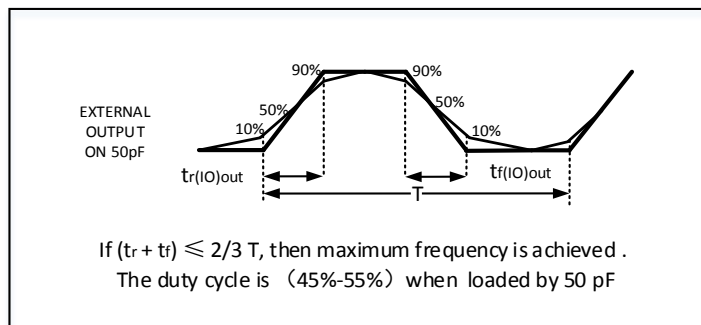 90%
90%
50%
50%
EXTERNAL
OUTPUT
ON 50pF
10%
10%
tr(IO)out
tf(IO)out
T
If (tr + tf) ≤ 2/3 T, then maximum frequency is achieved .
The duty cycle is （45%-55%）when loaded by 50 pF